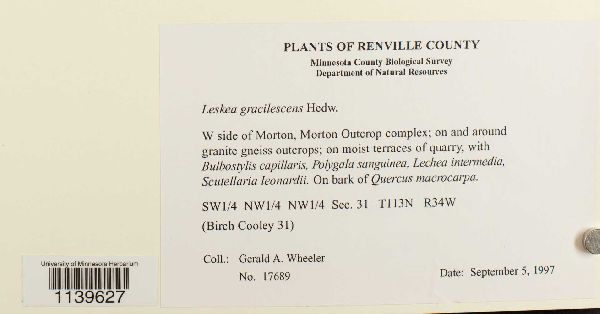 PLANTS OF RENVILLE COUNTY
Minnesota County Biological Survey
Department of Natural Resources
Leskea gracilescens Hedw.
W side of Morton, Morton Outcrop complex; on and around
granite gneiss outcrops; on moist terraces of quarry, with
Bulbostylis capillaris, Polygala sanguinea, Lechea intermedia,
Scutellaria leonardii. On bark of Quercus macrocarpa.
SW1/4 NW1/4 NW1/4 Sec. 31 T113N R34W
(Birch Cooley 31)
Coll.: Gerald A. Wheeler
No. 17689
Date: September 5, 1997
University of Minnesota Herbarium
1139627